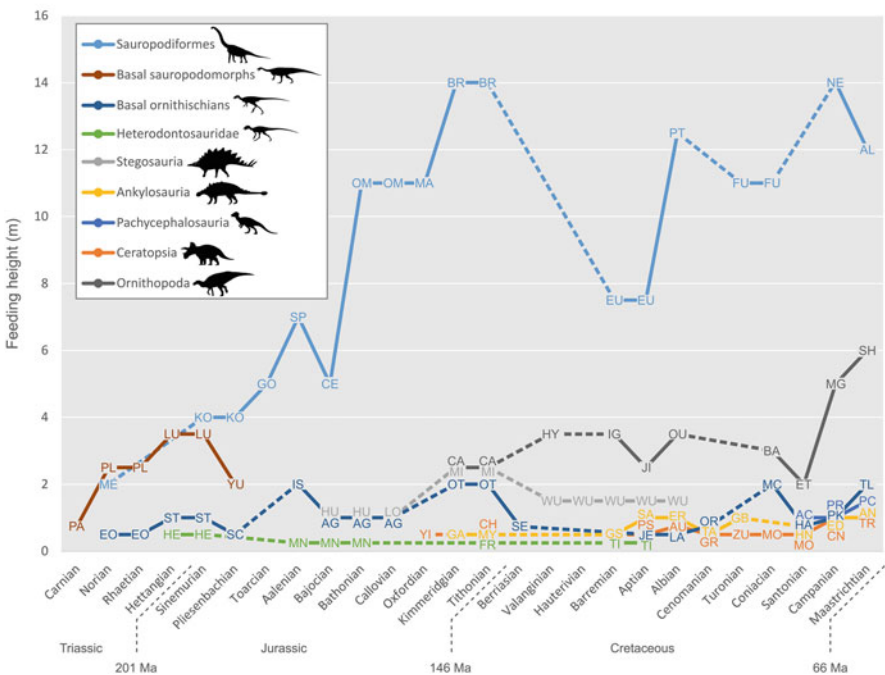 16
14
12
10
8
6
4
2
0
Feeding height (m)
Sauropodiformes
Basal sauropodomorphs
Basal ornithischians
Heterodontosauridae
Stegosauria
Ankylosauria
Pachycephalosauria
Ceratopsia
Ornithopoda
BR BR NE
PT
AL
OM OM MA FU FU
EU EU
SP
SH
GO CE MG
KO KO
LU LU HY IG OU
PL PL CA CA JI BA
ME YU IS MI MI OT OT ET MC TL
WU WU WU WU
HU HU LO
ST ST AG AG AG SA ER GB AC PR PC
PA CH SE PS AU OR HA PK AN
EO EO SC YI GA MY GS JE LA TA ZU MO HN ED TR
HE HE GR MO CN
MN MN MN FR TI TI
Carnian
Norian
Rhaetian
Hettangian
Sinemurian
Pliesenbachian
Toarcian
Aalenian
Bajocian
Bathonian
Callovian
Oxfordian
Kimmeridgian
Tithonian
Berriasian
Valanginian
Hauterivian
Barremian
Aptian
Albian
Cenomanian
Turonian
Coniacian
Santonian
Campanian
Maastrichtian
Triassic Jurassic Cretaceous
201 Ma 146 Ma 66 Ma